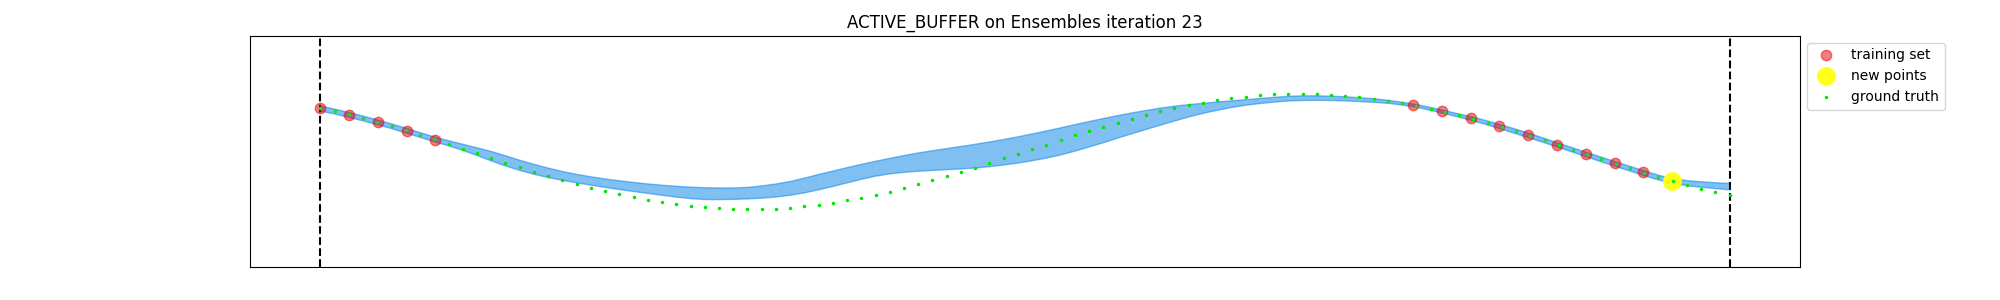 ACTIVE_BUFFER on Ensembles iteration 23
training set
new points
ground truth